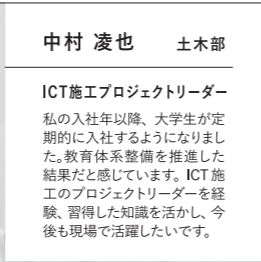 中村 凌也 土木部
ICT施工プロジェクトリーダー
私の入社年以降、大学生が定
期的に入社するようになりまし
た。教育体系整備を推進した
結果だと感じています。ICT施
工のプロジェクトリーダーを経
験、習得した知識を活かし、今
後も現場で活躍したいです。